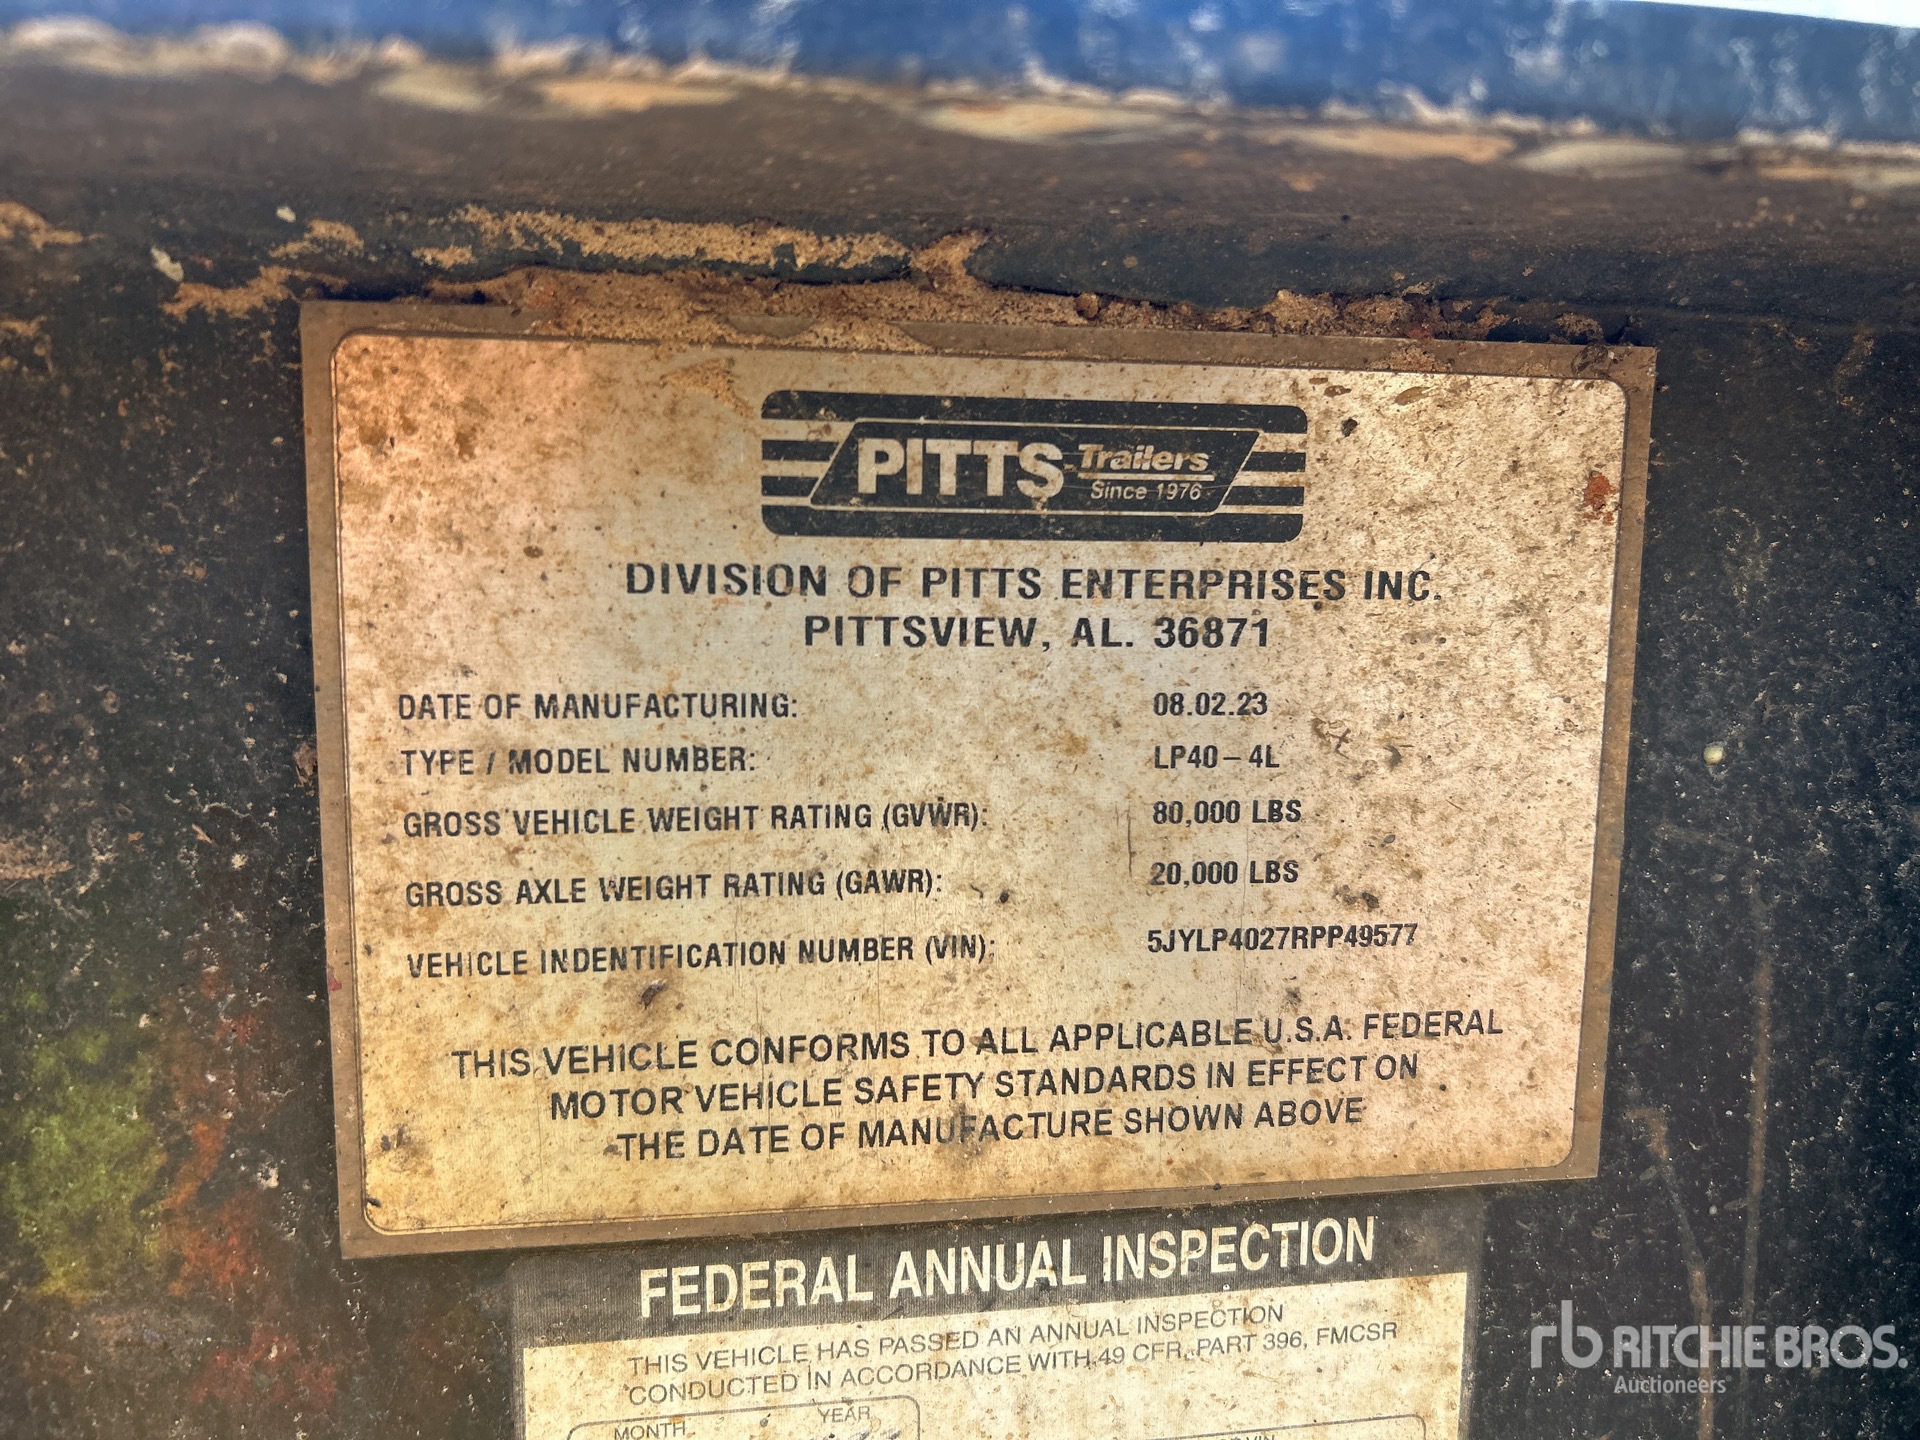 PITTS Trailers
Since 1976
DIVISION OF PITTS ENTERPRISES INC.
PITTSVIEW, AL. 36871
DATE OF MANUFACTURING: 08.02.23
TYPE / MODEL NUMBER: LP40-4L
GROSS VEHICLE WEIGHT RATING (GVWR): 80,000 LBS
GROSS AXLE WEIGHT RATING (GAWR): 20,000 LBS
VEHICLE INDENTIFICATION NUMBER (VIN): 5JYLP4027RPP49577
THIS VEHICLE CONFORMS TO ALL APPLICABLE U.S.A. FEDERAL
MOTOR VEHICLE SAFETY STANDARDS IN EFFECT ON
THE DATE OF MANUFACTURE SHOWN ABOVE
FEDERAL ANNUAL INSPECTION
THIS VEHICLE HAS PASSED AN ANNUAL INSPECTION
CONDUCTED IN ACCORDANCE WITH 49 CFR, PART 396, FMCSR
MONTH YEAR
rb RITCHIE BROS.
Auctioneers